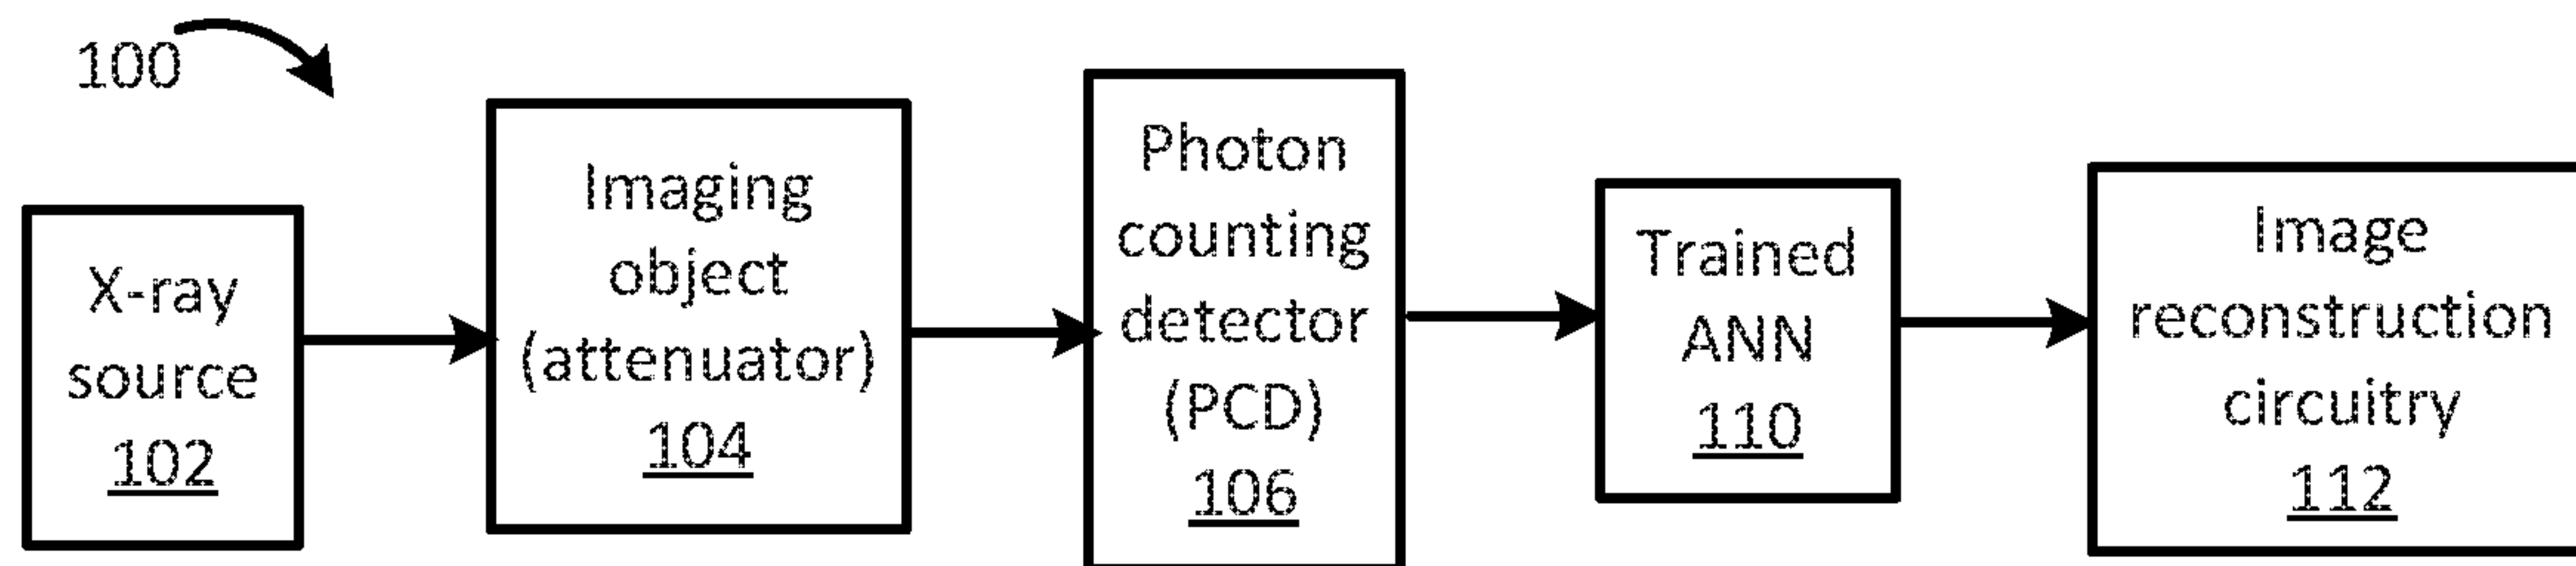 100
X-ray
source
102
Imaging
object
(attenuator)
104
Photon
counting
detector
(PCD)
106
Trained
ANN
110
Image
reconstruction
circuitry
112